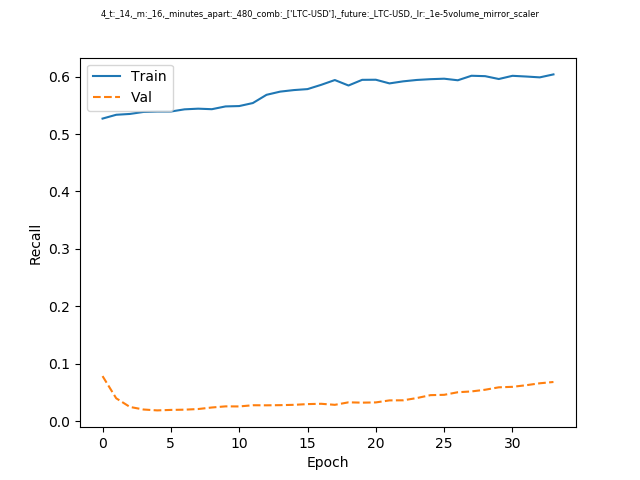 4_t:_14,_m:_16,_minutes_apart:_480_comb:_['LTC-USD'],_future:_LTC-USD,_lr:_1e-5volume_mirror_scaler
Train
Val
0.6
0.5
0.4
0.3
0.2
0.1
0.0
Recall
0 5 10 15 20 25 30
Epoch